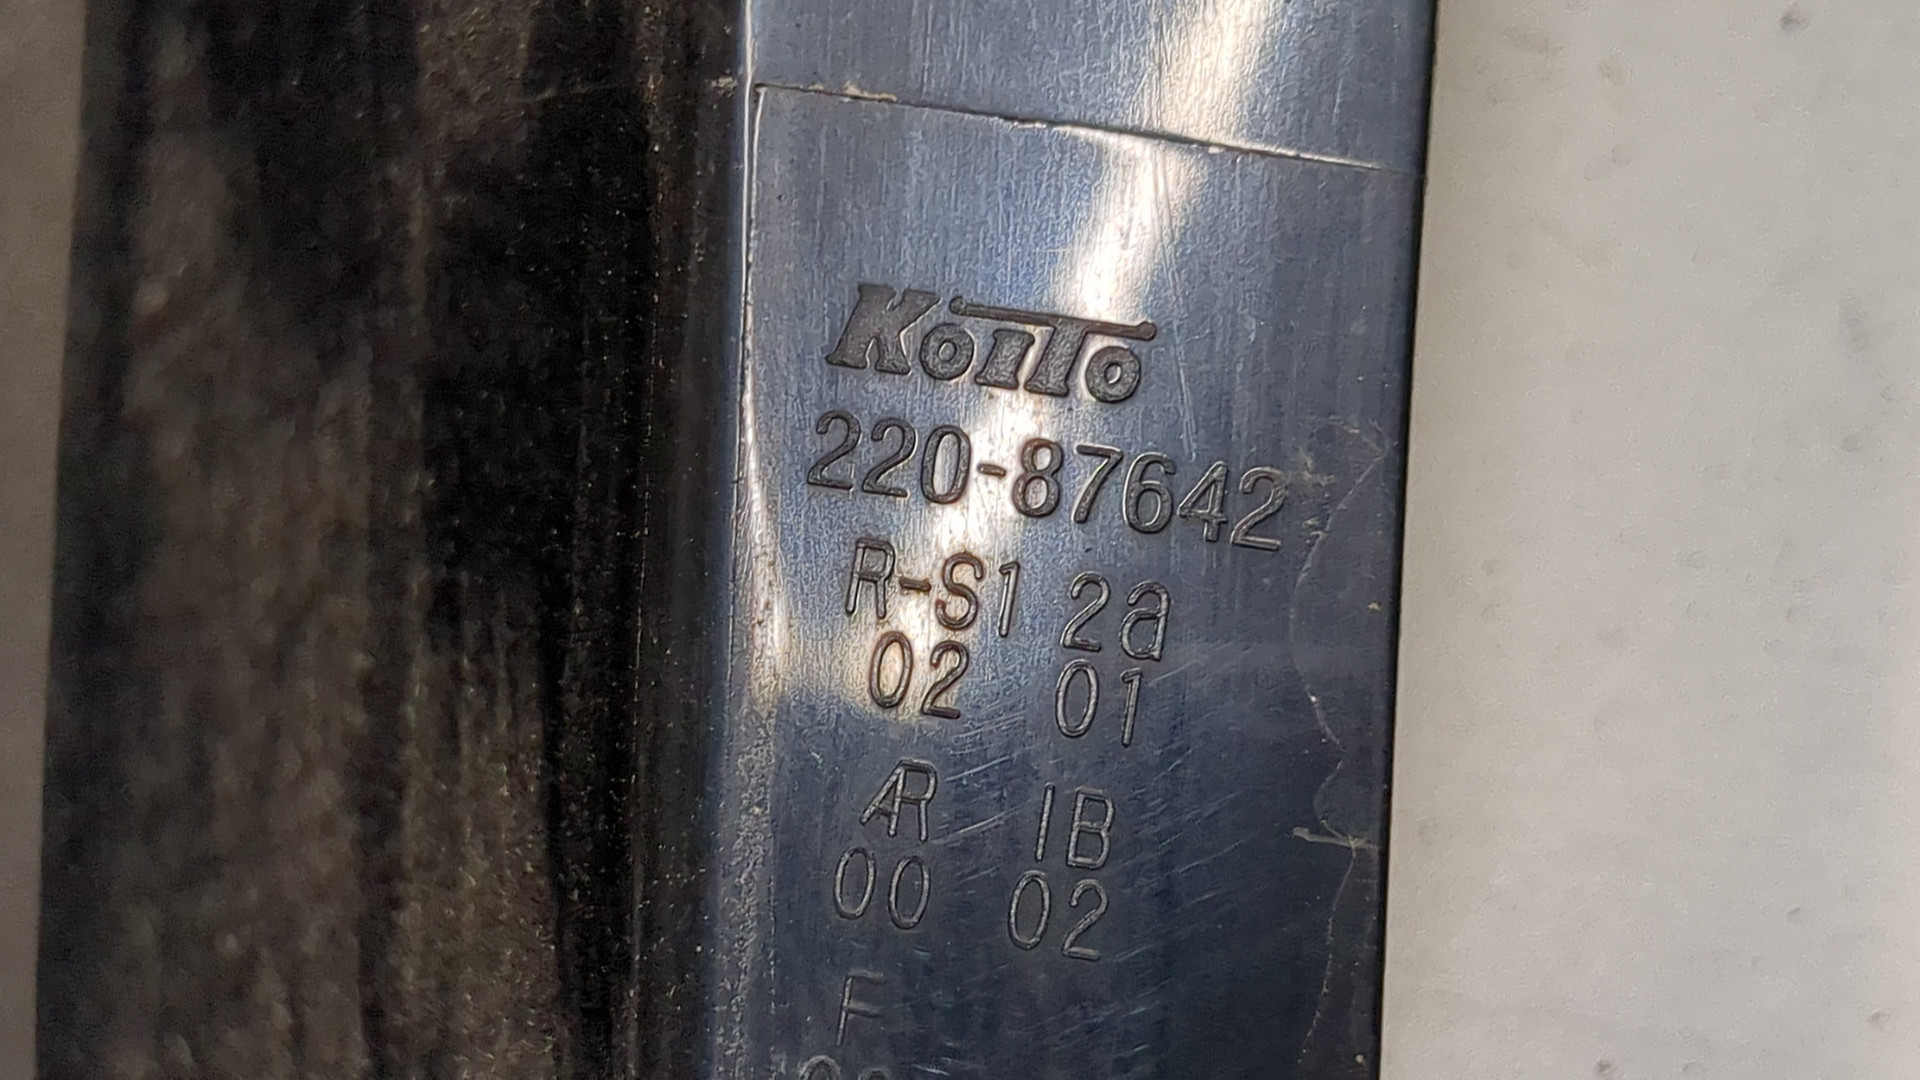 KoiTo
220-87642
R-S1 2a
02 01
AR IB
00 02
F